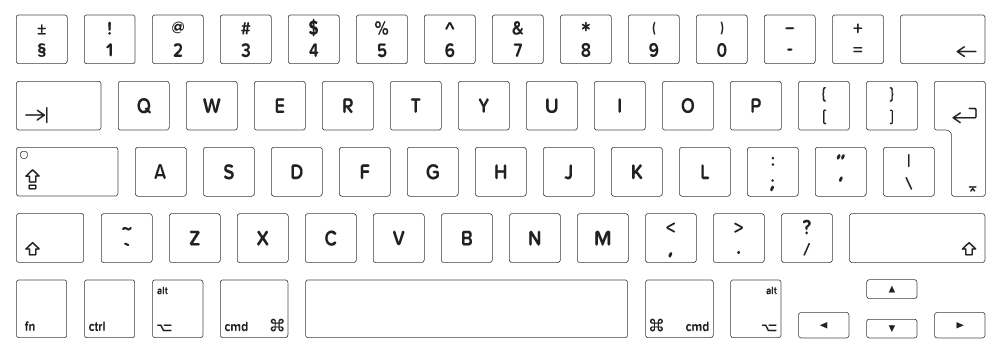 ± ! @ # $ % ^ & * ( ) – +
§ 1 2 3 4 5 6 7 8 9 0 - = ←
→| Q W E R T Y U I O P { }
[ ] ↵
A S D F G H J K L : " |
; ' \ ⌅
⇪
~ Z X C V B N M < > ?
⇧ ` , . / ⇧
alt alt ▲
fn ctrl ⌥ cmd ⌘ ⌘ cmd ⌥ ◀ ▼ ▶